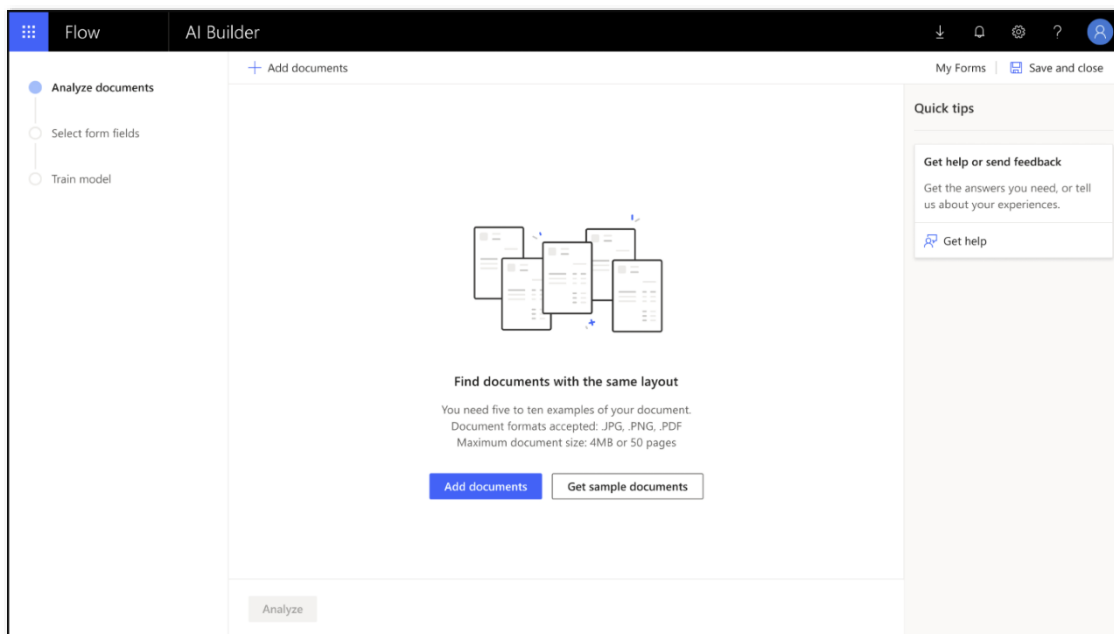 Flow
AI Builder
?
Analyze documents
Select form fields
Train model
+ Add documents
My Forms
Save and close
Quick tips
Get help or send feedback
Get the answers you need, or tell
us about your experiences.
Get help
Find documents with the same layout
You need five to ten examples of your document.
Document formats accepted: .JPG, .PNG, .PDF
Maximum document size: 4MB or 50 pages
Add documents
Get sample documents
Analyze